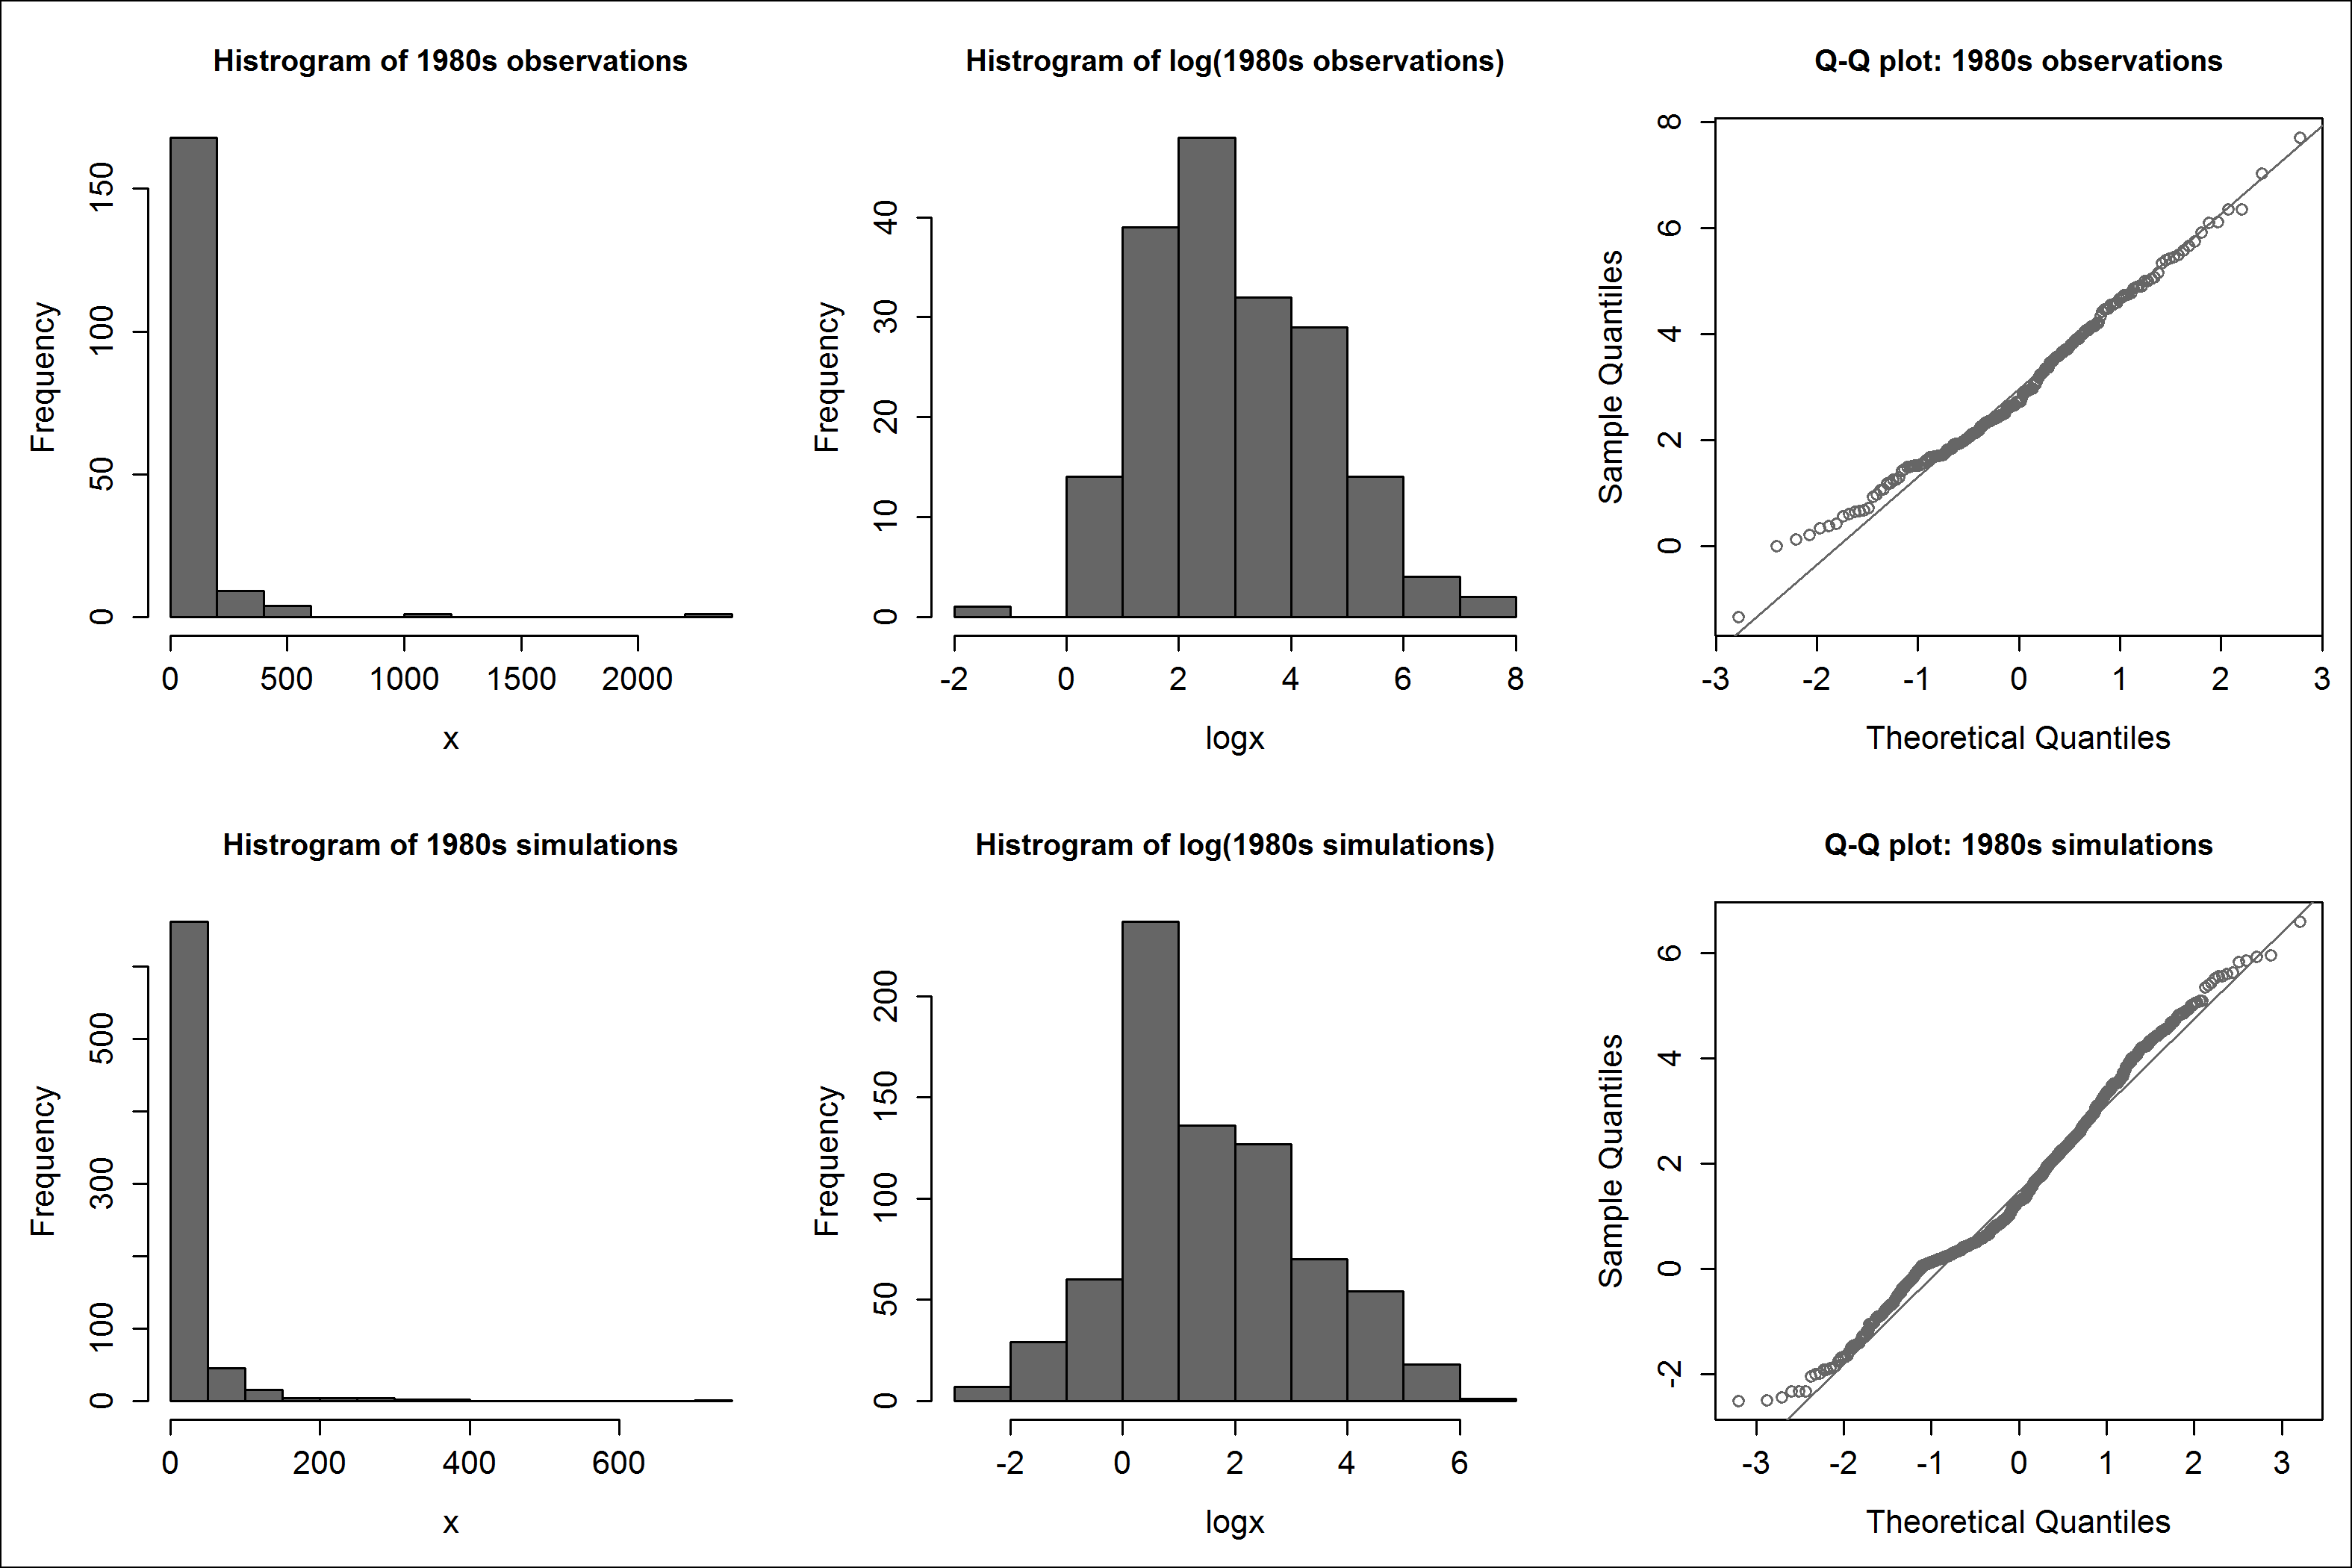 Histrogram of 1980s observations
Frequency
0 50 100 150
0 500 1000 1500 2000
x
Histrogram of log(1980s observations)
Frequency
0 10 20 30 40
-2 0 2 4 6 8
logx
Q-Q plot: 1980s observations
Sample Quantiles
0 2 4 6 8
-3 -2 -1 0 1 2 3
Theoretical Quantiles
Histrogram of 1980s simulations
Frequency
0 100 300 500
0 200 400 600
x
Histrogram of log(1980s simulations)
Frequency
0 50 100 150 200
-2 0 2 4 6
logx
Q-Q plot: 1980s simulations
Sample Quantiles
-2 0 2 4 6
-3 -2 -1 0 1 2 3
Theoretical Quantiles